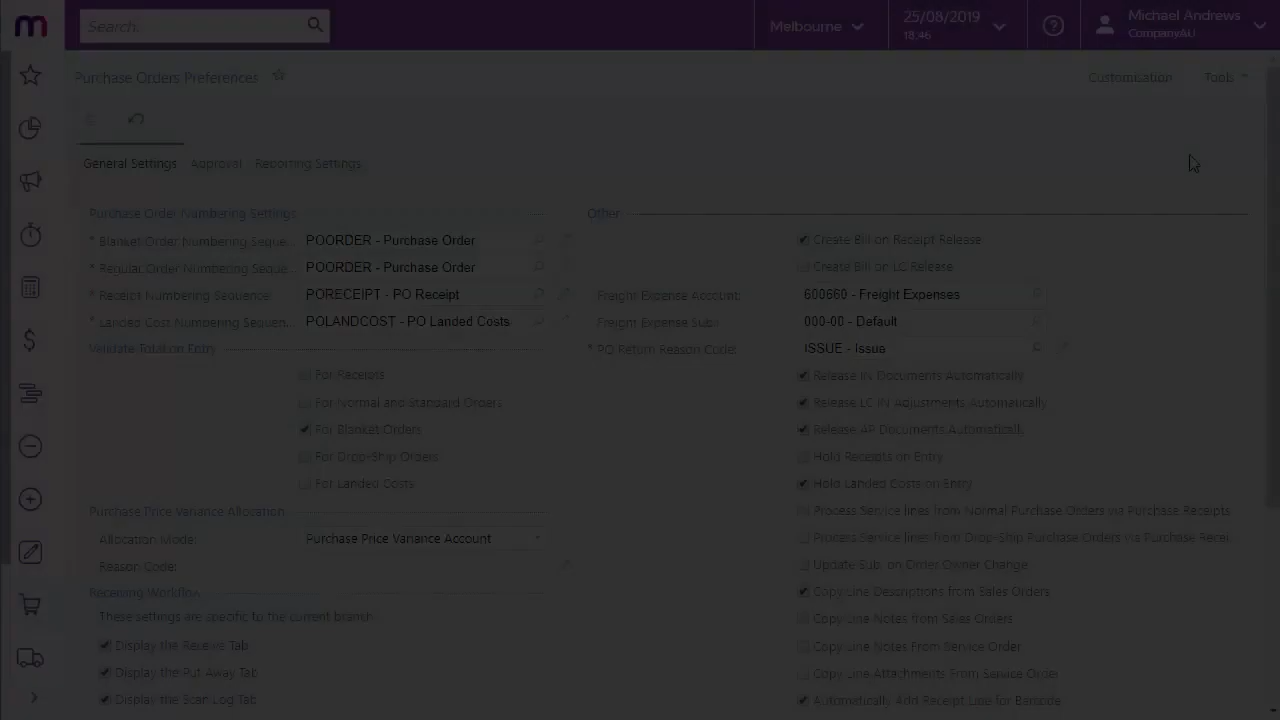 Search...
Melbourne
25/08/2019
18:46
Michael Andrews
CompanyAU
Purchase Orders Preferences
Customisation
Tools
General Settings Approval Reporting Settings
Purchase Order Numbering Settings
* Blanket Order Numbering Seque... POORDER - Purchase Order
* Regular Order Numbering Seque... POORDER - Purchase Order
* Receipt Numbering Sequence: PORECEIPT - PO Receipt
* Landed Cost Numbering Sequen... POLANDCOST - PO Landed Costs
Validate Total on Entry
For Receipts
For Normal and Standard Orders
For Blanket Orders
For Drop-Ship Orders
For Landed Costs
Purchase Price Variance Allocation
Allocation Mode: Purchase Price Variance Account
Reason Code:
Receiving Workflow
These settings are specific to the current branch
Display the Receive Tab
Display the Put Away Tab
Display the Scan Log Tab
Other
Create Bill on Receipt Release
Create Bill on LC Release
Freight Expense Account: 600660 - Freight Expenses
Freight Expense Sub.: 000-00 - Default
* PO Return Reason Code: ISSUE - Issue
Release IN Documents Automatically
Release LC IN Adjustments Automatically
Release AP Documents Automatically
Hold Receipts on Entry
Hold Landed Costs on Entry
Process Service lines from Normal Purchase Orders via Purchase Receipts
Process Service lines from Drop-Ship Purchase Orders via Purchase Recei
Update Sub. on Order Owner Change
Copy Line Descriptions from Sales Orders
Copy Line Notes from Sales Orders
Copy Line Notes From Service Order
Copy Line Attachments From Service Order
Automatically Add Receipt Line for Barcode